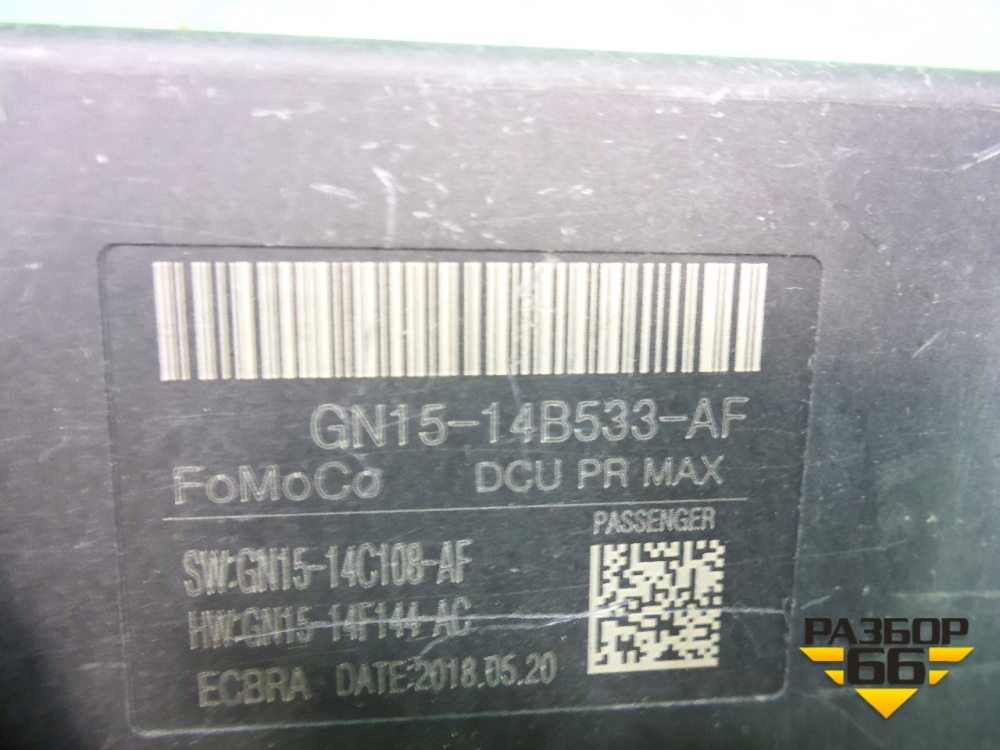 GN15-14B533-AF
FoMoCo DCU PR MAX
PASSENGER
SW:GN15-14C108-AF
HW:GN15-14F144-AC
ECBRA DATE:2018.05.20
РАЗБОР
66